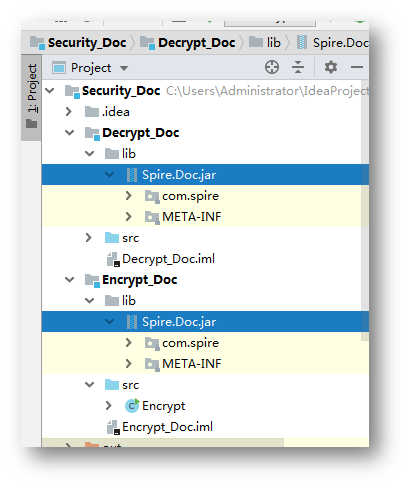 Security_Doc Decrypt_Doc lib Spire.Doc
1: Project
Project
Security_Doc C:\Users\Administrator\IdeaProject
.idea
Decrypt_Doc
lib
Spire.Doc.jar
com.spire
META-INF
src
Decrypt_Doc.iml
Encrypt_Doc
lib
Spire.Doc.jar
com.spire
META-INF
src
Encrypt
Encrypt_Doc.iml